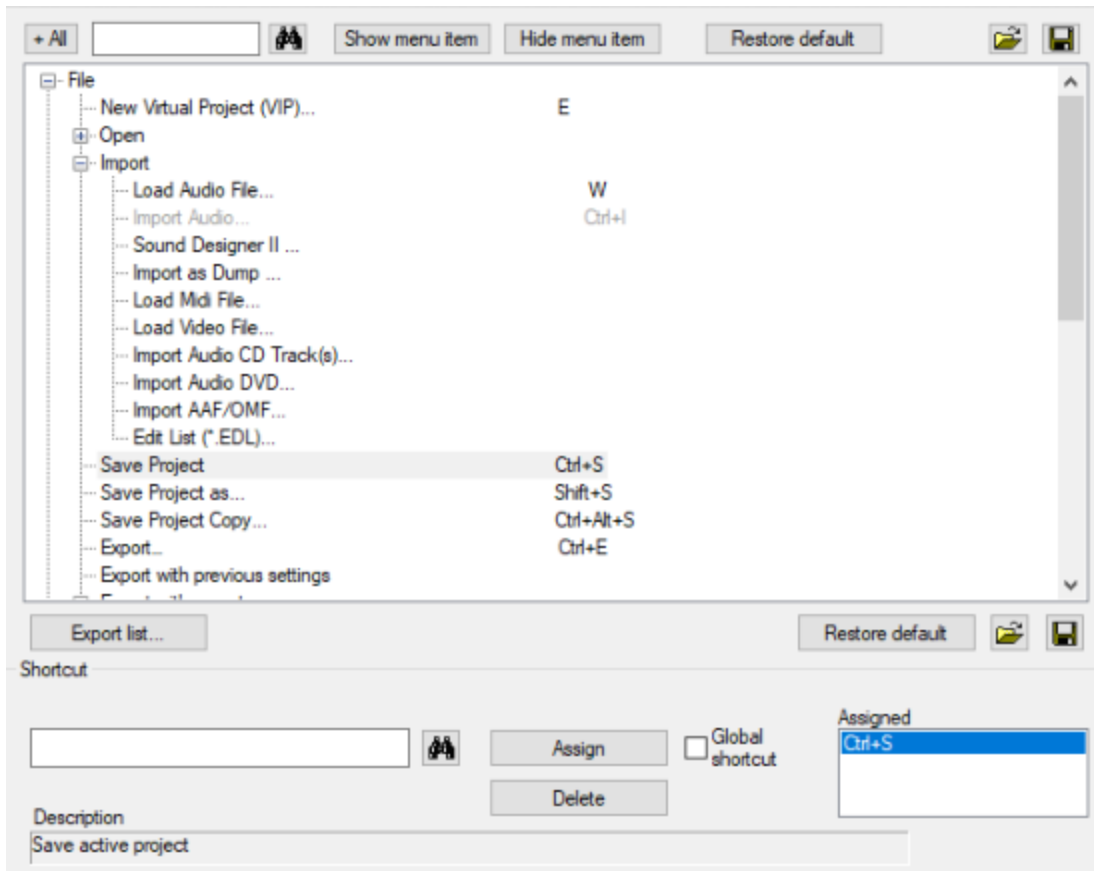 + All Show menu item Hide menu item Restore default
File
New Virtual Project (VIP)... E
Open
Import
Load Audio File... W
Import Audio... Ctrl+I
Sound Designer II ...
Import as Dump ...
Load Midi File...
Load Video File...
Import Audio CD Track(s)...
Import Audio DVD...
Import AAF/OMF...
Edit List (*.EDL)...
Save Project Ctrl+S
Save Project as... Shift+S
Save Project Copy... Ctrl+Alt+S
Export... Ctrl+E
Export with previous settings
Export list... Restore default
Shortcut
Assigned
Assign Global shortcut Ctrl+S
Delete
Description
Save active project